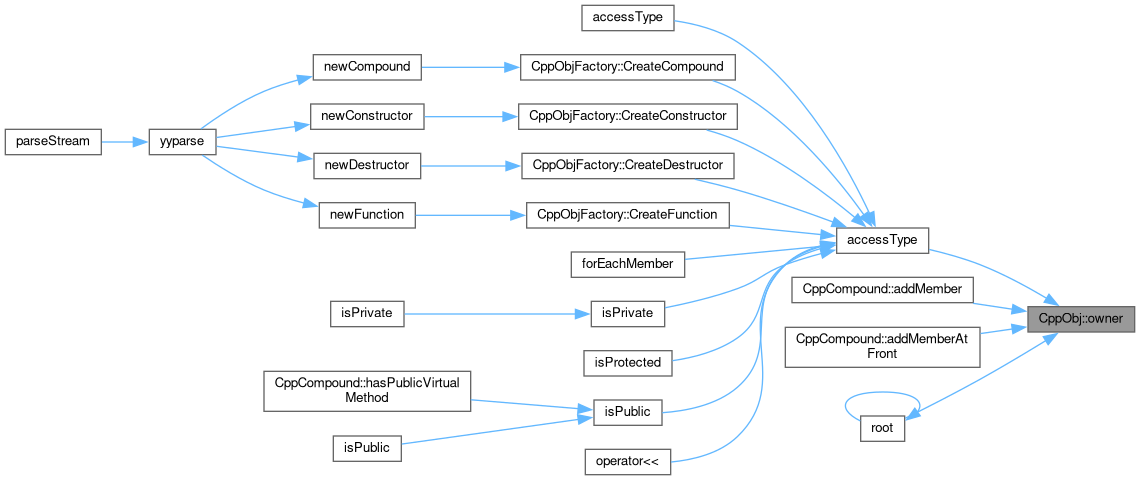 accessType
newCompound
CppObjFactory::CreateCompound
newConstructor
CppObjFactory::CreateConstructor
parseStream
yyparse
newDestructor
CppObjFactory::CreateDestructor
newFunction
CppObjFactory::CreateFunction
accessType
forEachMember
CppCompound::addMember
isPrivate
isPrivate
CppObj::owner
CppCompound::addMemberAt
Front
isProtected
CppCompound::hasPublicVirtual
Method
isPublic
root
isPublic
operator<<